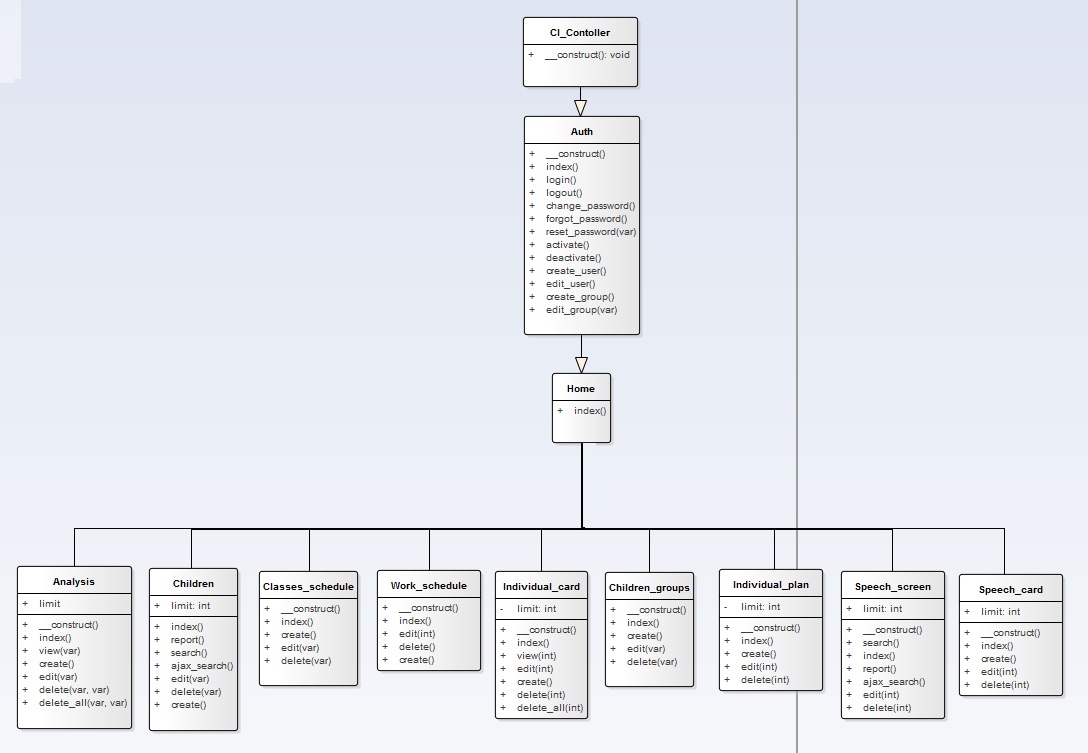 CI_Contoller
+ __construct(): void
Auth
+ __construct()
+ index()
+ login()
+ logout()
+ change_password()
+ forgot_password()
+ reset_password(var)
+ activate()
+ deactivate()
+ create_user()
+ edit_user()
+ create_group()
+ edit_group(var)
Home
+ index()
Analysis
+ limit
+ __construct()
+ index()
+ view(var)
+ create()
+ edit(var)
+ delete(var, var)
+ delete_all(var, var)
Children
+ limit: int
+ index()
+ report()
+ search()
+ ajax_search()
+ edit(var)
+ delete(var)
+ create()
Classes_schedule
+ __construct()
+ index()
+ create()
+ edit(var)
+ delete(var)
Work_schedule
+ __construct()
+ index()
+ edit(int)
+ delete()
+ create()
Individual_card
- limit: int
+ __construct()
+ index()
+ view(int)
+ edit(int)
+ create()
+ delete(int)
+ delete_all(int)
Children_groups
+ __construct()
+ index()
+ create()
+ edit(var)
+ delete(var)
Individual_plan
- limit: int
+ __construct()
+ index()
+ create()
+ edit(int)
+ delete(int)
Speech_screen
+ limit: int
+ __construct()
+ search()
+ index()
+ report()
+ ajax_search()
+ edit(int)
+ delete(int)
Speech_card
+ limit: int
+ __construct()
+ index()
+ create()
+ edit(int)
+ delete(int)